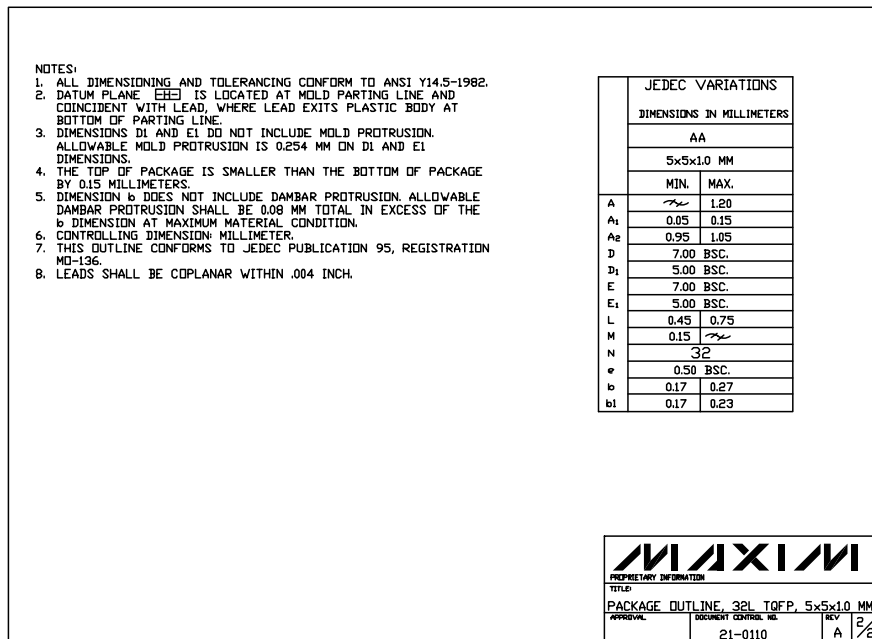 NOTES:
1. ALL DIMENSIONING AND TOLERANCING CONFORM TO ANSI Y14.5-1982.
2. DATUM PLANE -H- IS LOCATED AT MOLD PARTING LINE AND
COINCIDENT WITH LEAD, WHERE LEAD EXITS PLASTIC BODY AT
BOTTOM OF PARTING LINE.
3. DIMENSIONS D1 AND E1 DO NOT INCLUDE MOLD PROTRUSION.
ALLOWABLE MOLD PROTRUSION IS 0.254 MM ON D1 AND E1
DIMENSIONS.
4. THE TOP OF PACKAGE IS SMALLER THAN THE BOTTOM OF PACKAGE
BY 0.15 MILLIMETERS.
5. DIMENSION b DOES NOT INCLUDE DAMBAR PROTRUSION. ALLOWABLE
DAMBAR PROTRUSION SHALL BE 0.08 MM TOTAL IN EXCESS OF THE
b DIMENSION AT MAXIMUM MATERIAL CONDITION.
6. CONTROLLING DIMENSION: MILLIMETER.
7. THIS OUTLINE CONFORMS TO JEDEC PUBLICATION 95, REGISTRATION
MO-136.
8. LEADS SHALL BE COPLANAR WITHIN .004 INCH.
JEDEC VARIATIONS
DIMENSIONS IN MILLIMETERS
AA
5x5x1.0 MM
MIN. MAX.
A 1.20
A1 0.05 0.15
A2 0.95 1.05
D 7.00 BSC.
D1 5.00 BSC.
E 7.00 BSC.
E1 5.00 BSC.
L 0.45 0.75
M 0.15
N 32
e 0.50 BSC.
b 0.17 0.27
b1 0.17 0.23
MAXIM
PROPRIETARY INFORMATION
TITLE:
PACKAGE OUTLINE, 32L TQFP, 5x5x1.0 MM
APPROVAL DOCUMENT CONTROL NO. REV
21-0110 A 2/2